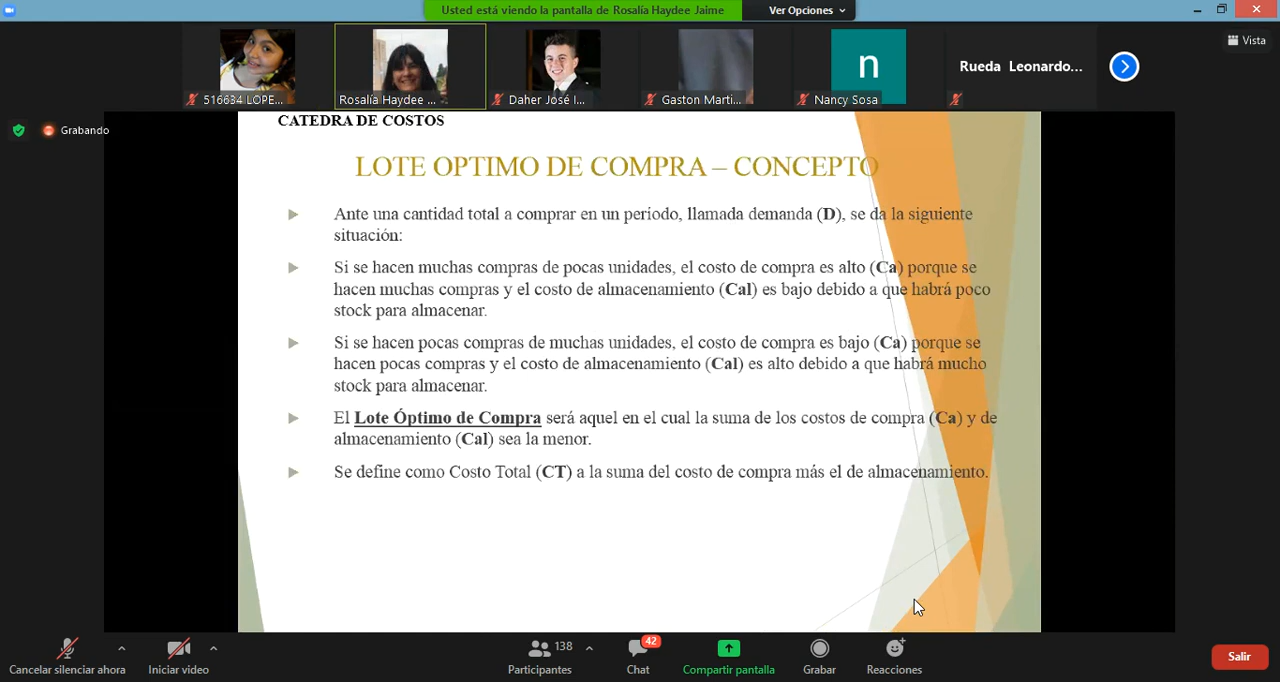 Usted está viendo la pantalla de Rosalía Haydee Jaime
Ver Opciones
Vista
516634 LOPE...
Rosalía Haydee ...
Daher José I...
Gaston Marti...
n
Nancy Sosa
Rueda Leonardo...
Grabando
CATEDRA DE COSTOS
LOTE OPTIMO DE COMPRA – CONCEPTO
Ante una cantidad total a comprar en un período, llamada demanda (D), se da la siguiente
situación:
Si se hacen muchas compras de pocas unidades, el costo de compra es alto (Ca) porque se
hacen muchas compras y el costo de almacenamiento (Cal) es bajo debido a que habrá poco
stock para almacenar.
Si se hacen pocas compras de muchas unidades, el costo de compra es bajo (Ca) porque se
hacen pocas compras y el costo de almacenamiento (Cal) es alto debido a que habrá mucho
stock para almacenar.
El Lote Óptimo de Compra será aquel en el cual la suma de los costos de compra (Ca) y de
almacenamiento (Cal) sea la menor.
Se define como Costo Total (CT) a la suma del costo de compra más el de almacenamiento.
Cancelar silenciar ahora
Iniciar video
138
Participantes
42
Chat
Compartir pantalla
Grabar
Reacciones
Salir